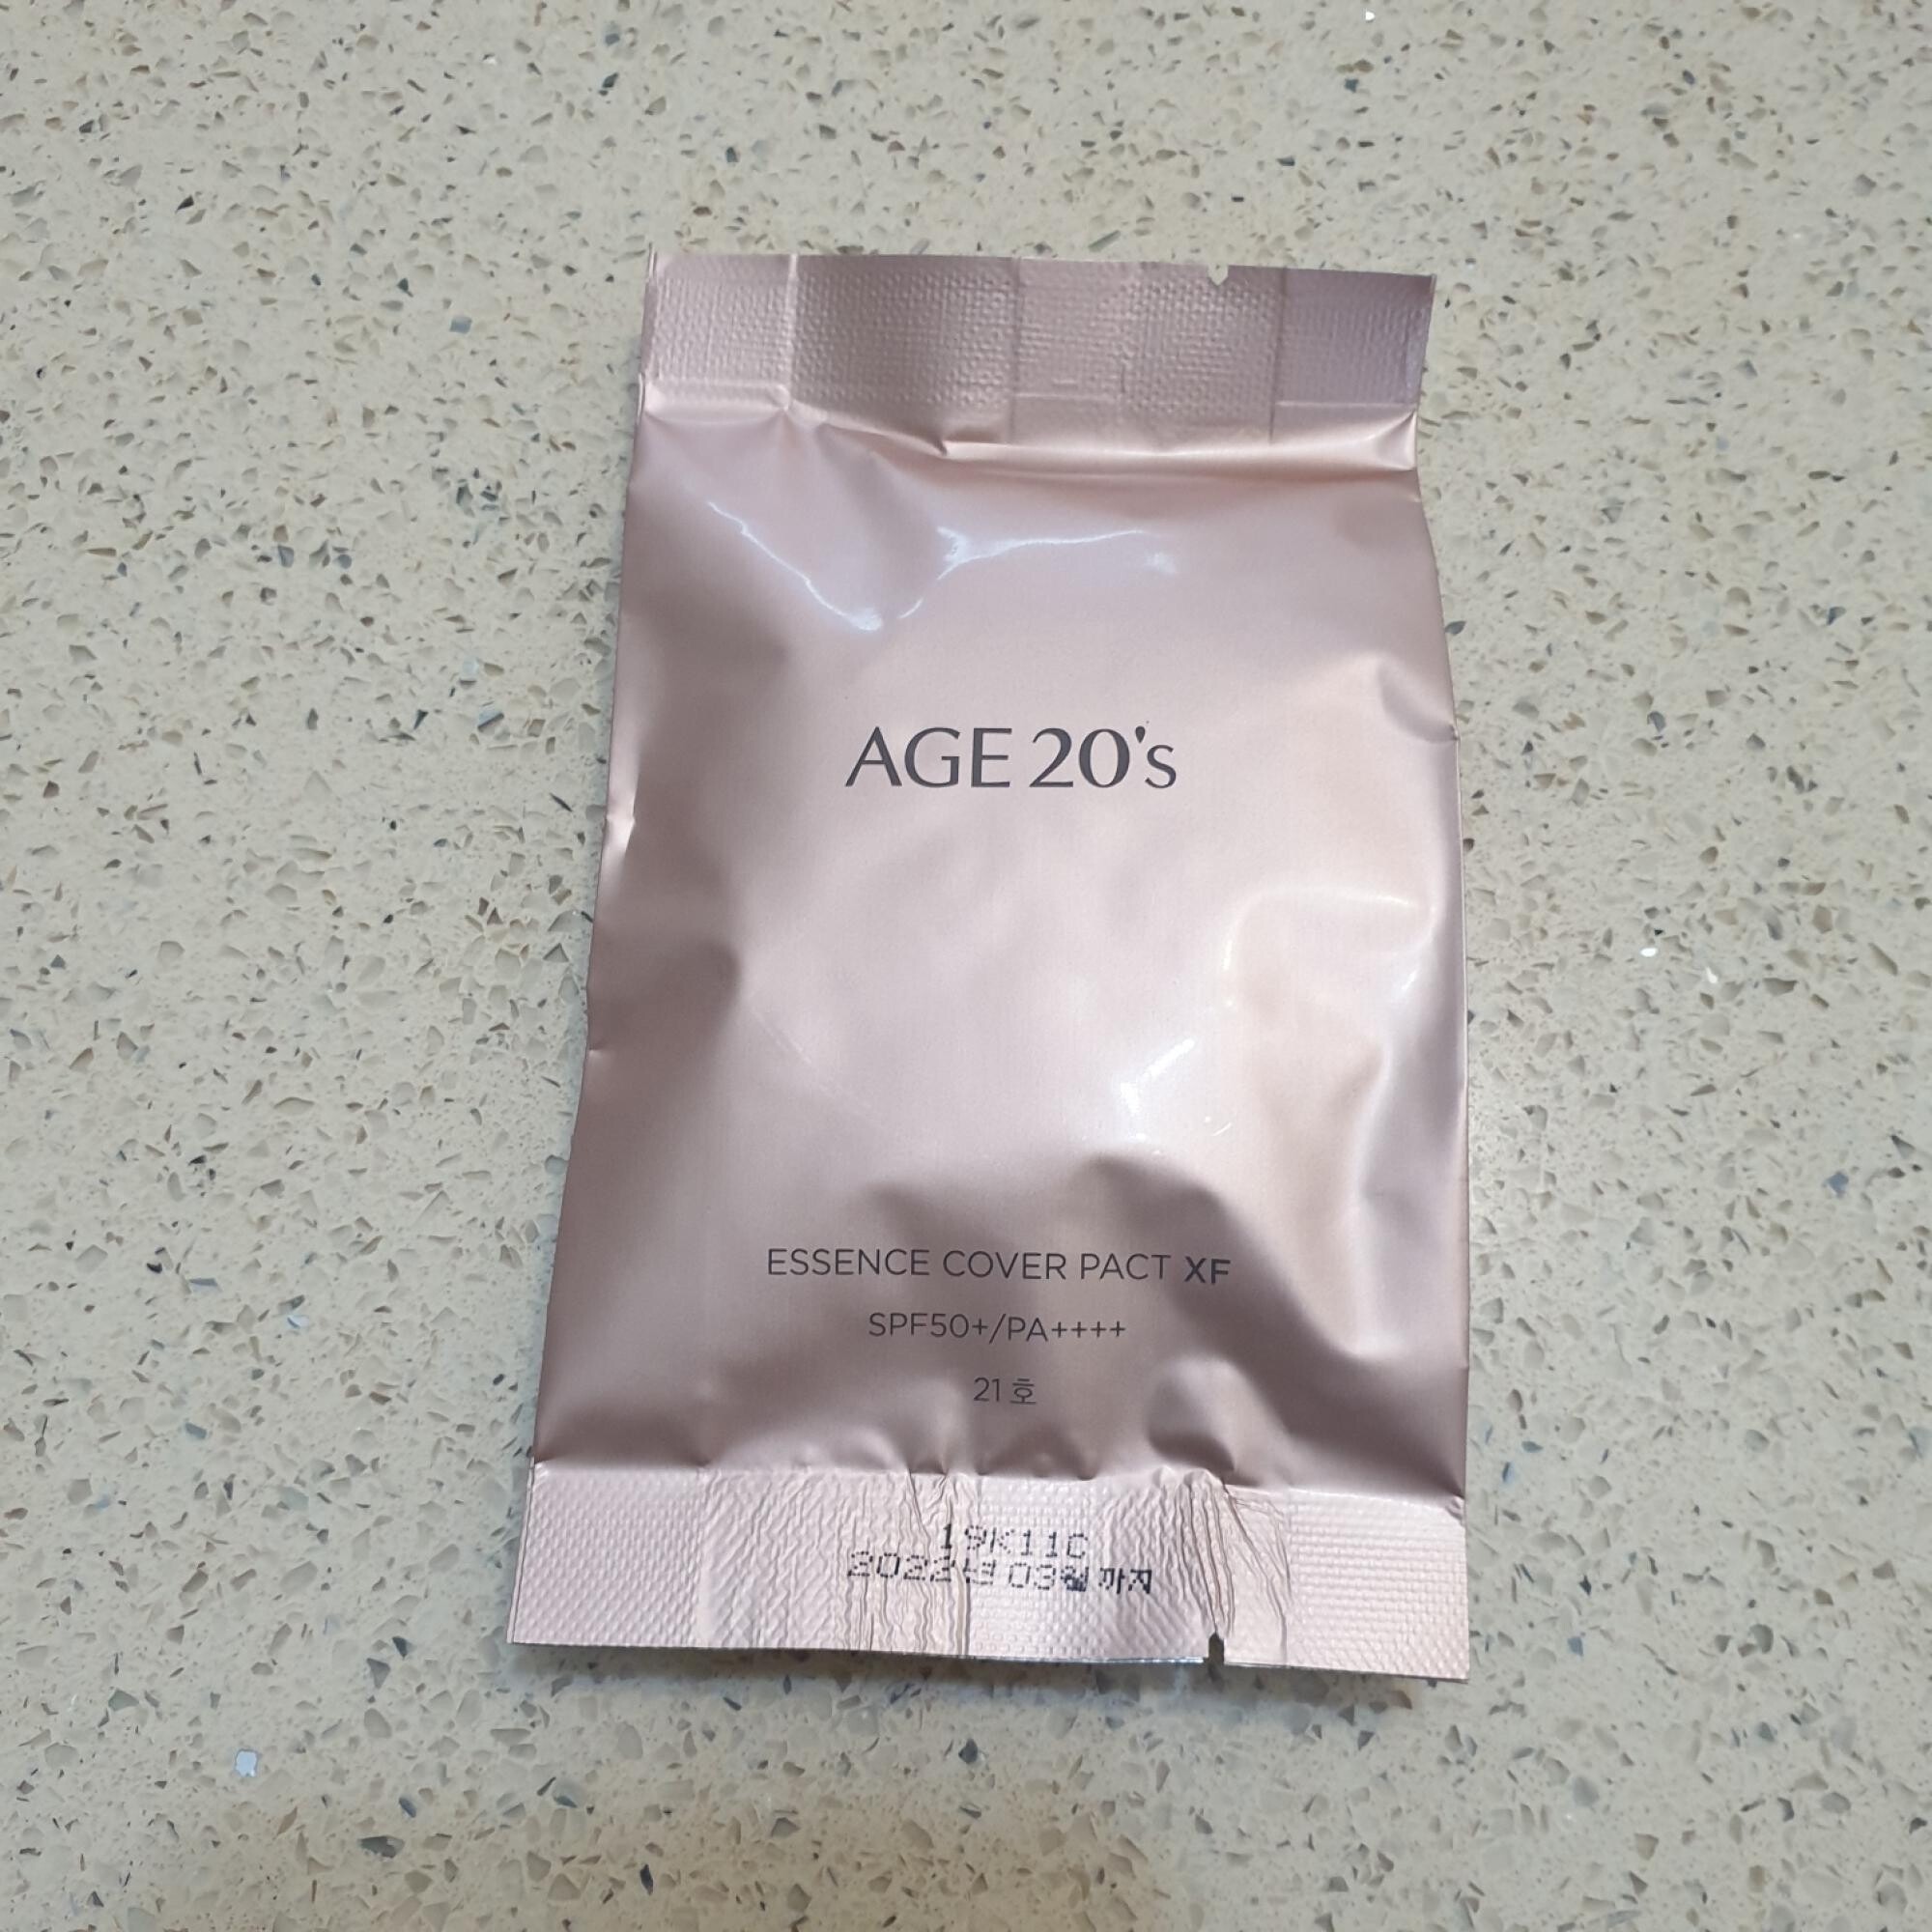 AGE 20's
ESSENCE COVER PACT XF
SPF50+/PA++++
21호
19K11C
2022년 03월 까지